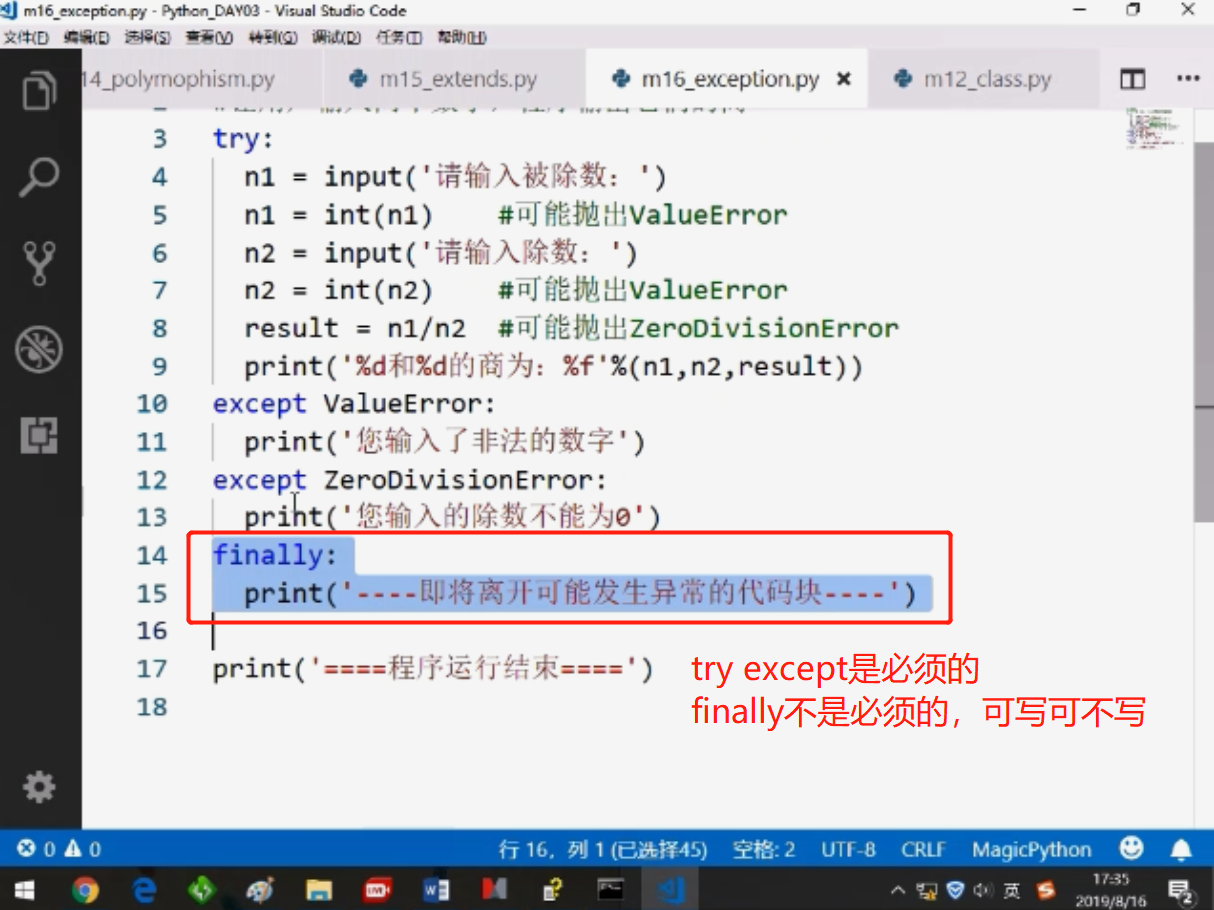 m16_exception.py - Python_DAY03 - Visual Studio Code
文件(F) 编辑(E) 选择(S) 查看(V) 转到(G) 调试(D) 任务(T) 帮助(H)
14_polymophism.py m15_extends.py m16_exception.py m12_class.py
3 try:
4 n1 = input('请输入被除数：')
5 n1 = int(n1) #可能抛出ValueError
6 n2 = input('请输入除数：')
7 n2 = int(n2) #可能抛出ValueError
8 result = n1/n2 #可能抛出ZeroDivisionError
9 print('%d和%d的商为：%f'%(n1,n2,result))
10 except ValueError:
11 print('您输入了非法的数字')
12 except ZeroDivisionError:
13 print('您输入的除数不能为0')
14 finally:
15 print('----即将离开可能发生异常的代码块----')
16
17 print('====程序运行结束====')
18
try except是必须的
finally不是必须的，可写可不写
0 0 行 16，列 1 (已选择45) 空格: 2 UTF-8 CRLF MagicPython
英 17:35
2019/8/16 2